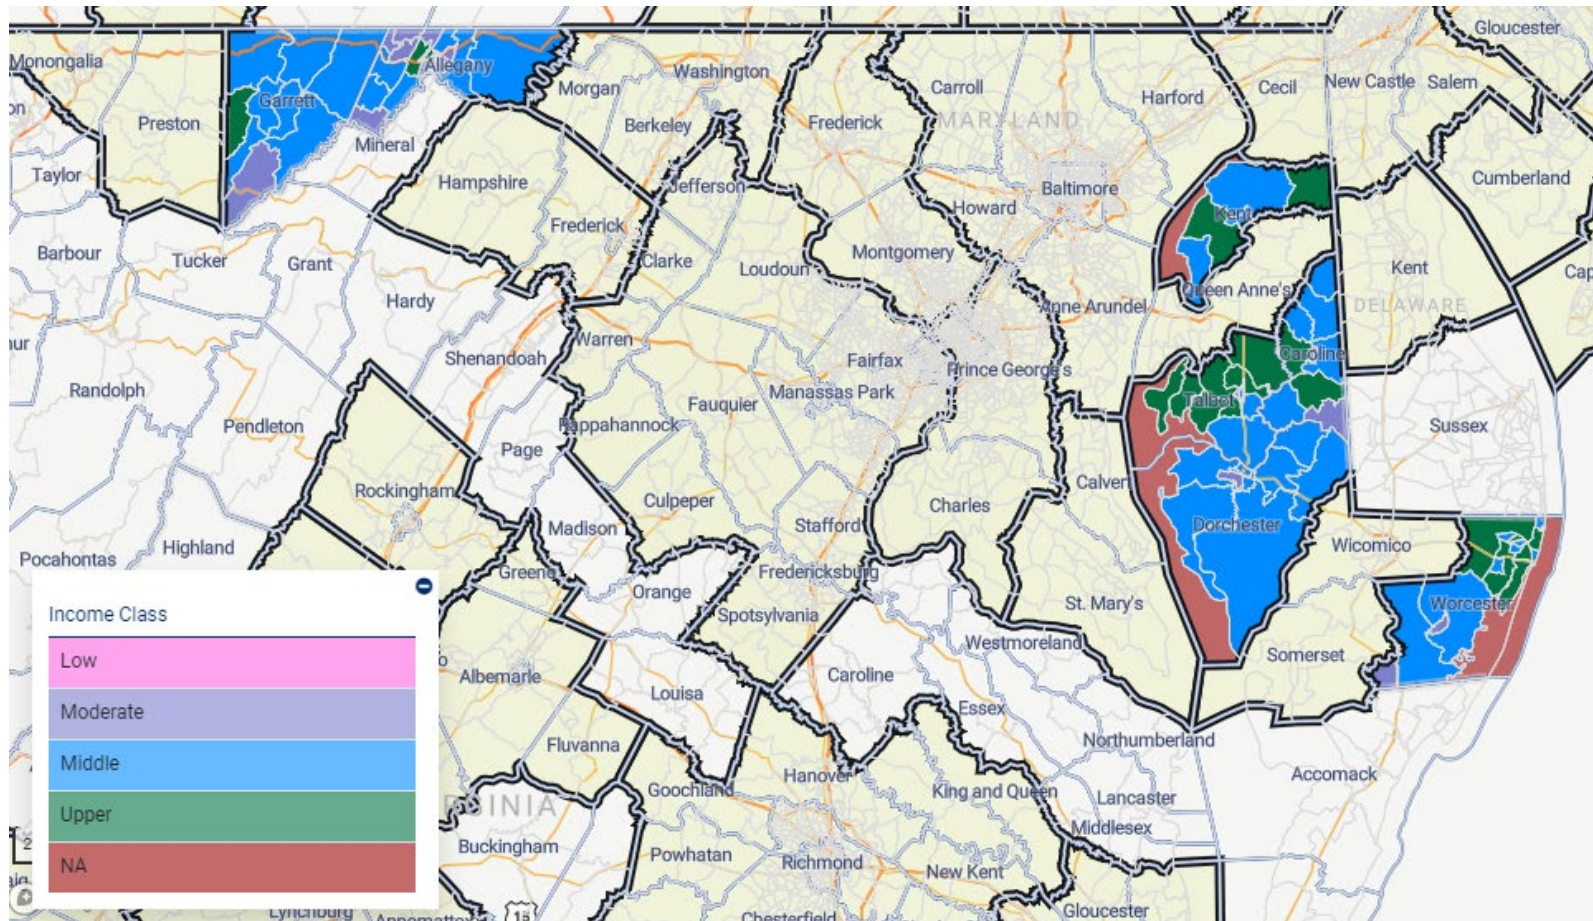 Gloucester
Monongalia
Allegany
Washington
Morgan
Carroll
Harford
Cecil
New Castle
Salem
Garrett
Preston
Berkeley
Frederick
MARYLAND
Mineral
Taylor
Hampshire
Jefferson
Baltimore
Cumberland
Howard
Kent
Frederick
Barbour
Tucker
Grant
Clarke
Loudoun
Montgomery
Kent
Cap
Hardy
Queen Anne's
Anne Arundel
DELAWARE
Warren
Shenandoah
Fairfax
Prince George's
Caroline
Randolph
Manassas Park
Talbot
Fauquier
Pendleton
Rappahannock
Sussex
Page
Rockingham
Culpeper
Calvert
Charles
Stafford
Madison
Dorchester
Highland
Pocahontas
Wicomico
Greene
Fredericksburg
Orange
St. Mary's
Worcester
Spotsylvania
Westmoreland
Somerset
Albemarle
Caroline
Louisa
Essex
Northumberland
Fluvanna
Accomack
Hanover
Goochland
King and Queen
Lancaster
Middlesex
Buckingham
Powhatan
Richmond
New Kent
Gloucester
Lynchburg
Chesterfield
Income Class
Low
Moderate
Middle
Upper
NA